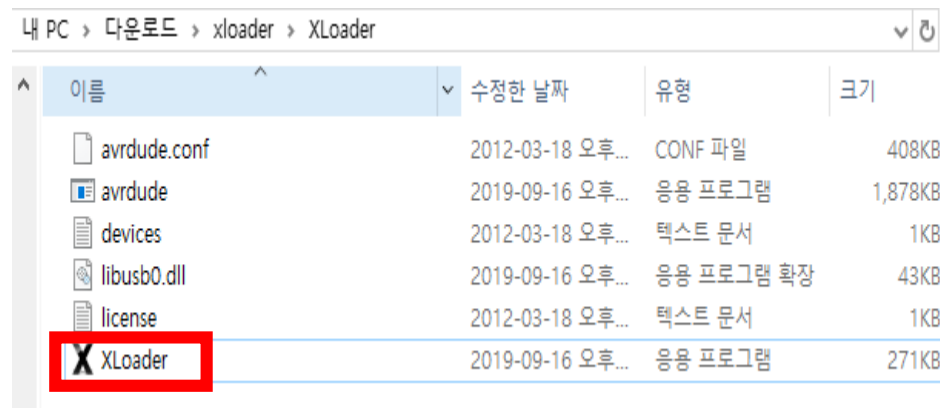 내 PC › 다운로드 › xloader › XLoader
이름 수정한 날짜 유형 크기
avrdude.conf 2012-03-18 오후... CONF 파일 408KB
avrdude 2019-09-16 오후... 응용 프로그램 1,878KB
devices 2012-03-18 오후... 텍스트 문서 1KB
libusb0.dll 2019-09-16 오후... 응용 프로그램 확장 43KB
license 2012-03-18 오후... 텍스트 문서 1KB
XLoader 2019-09-16 오후... 응용 프로그램 271KB